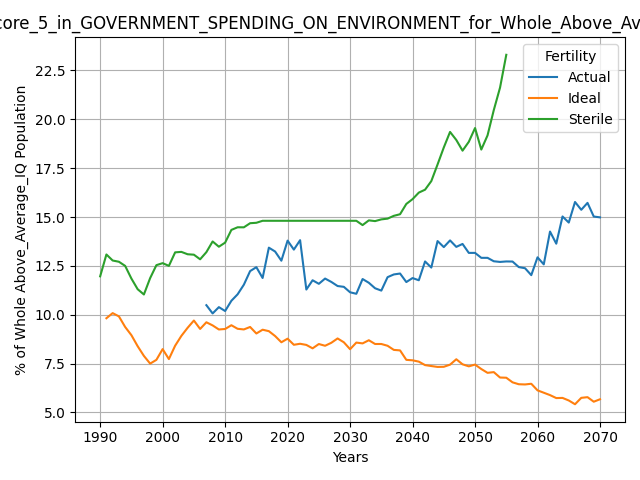 core_5_in_GOVERNMENT_SPENDING_ON_ENVIRONMENT_for_Whole_Above_Av
% of Whole Above_Average_IQ Population
22.5
20.0
17.5
15.0
12.5
10.0
7.5
5.0
Fertility
Actual
Ideal
Sterile
1990 2000 2010 2020 2030 2040 2050 2060 2070
Years